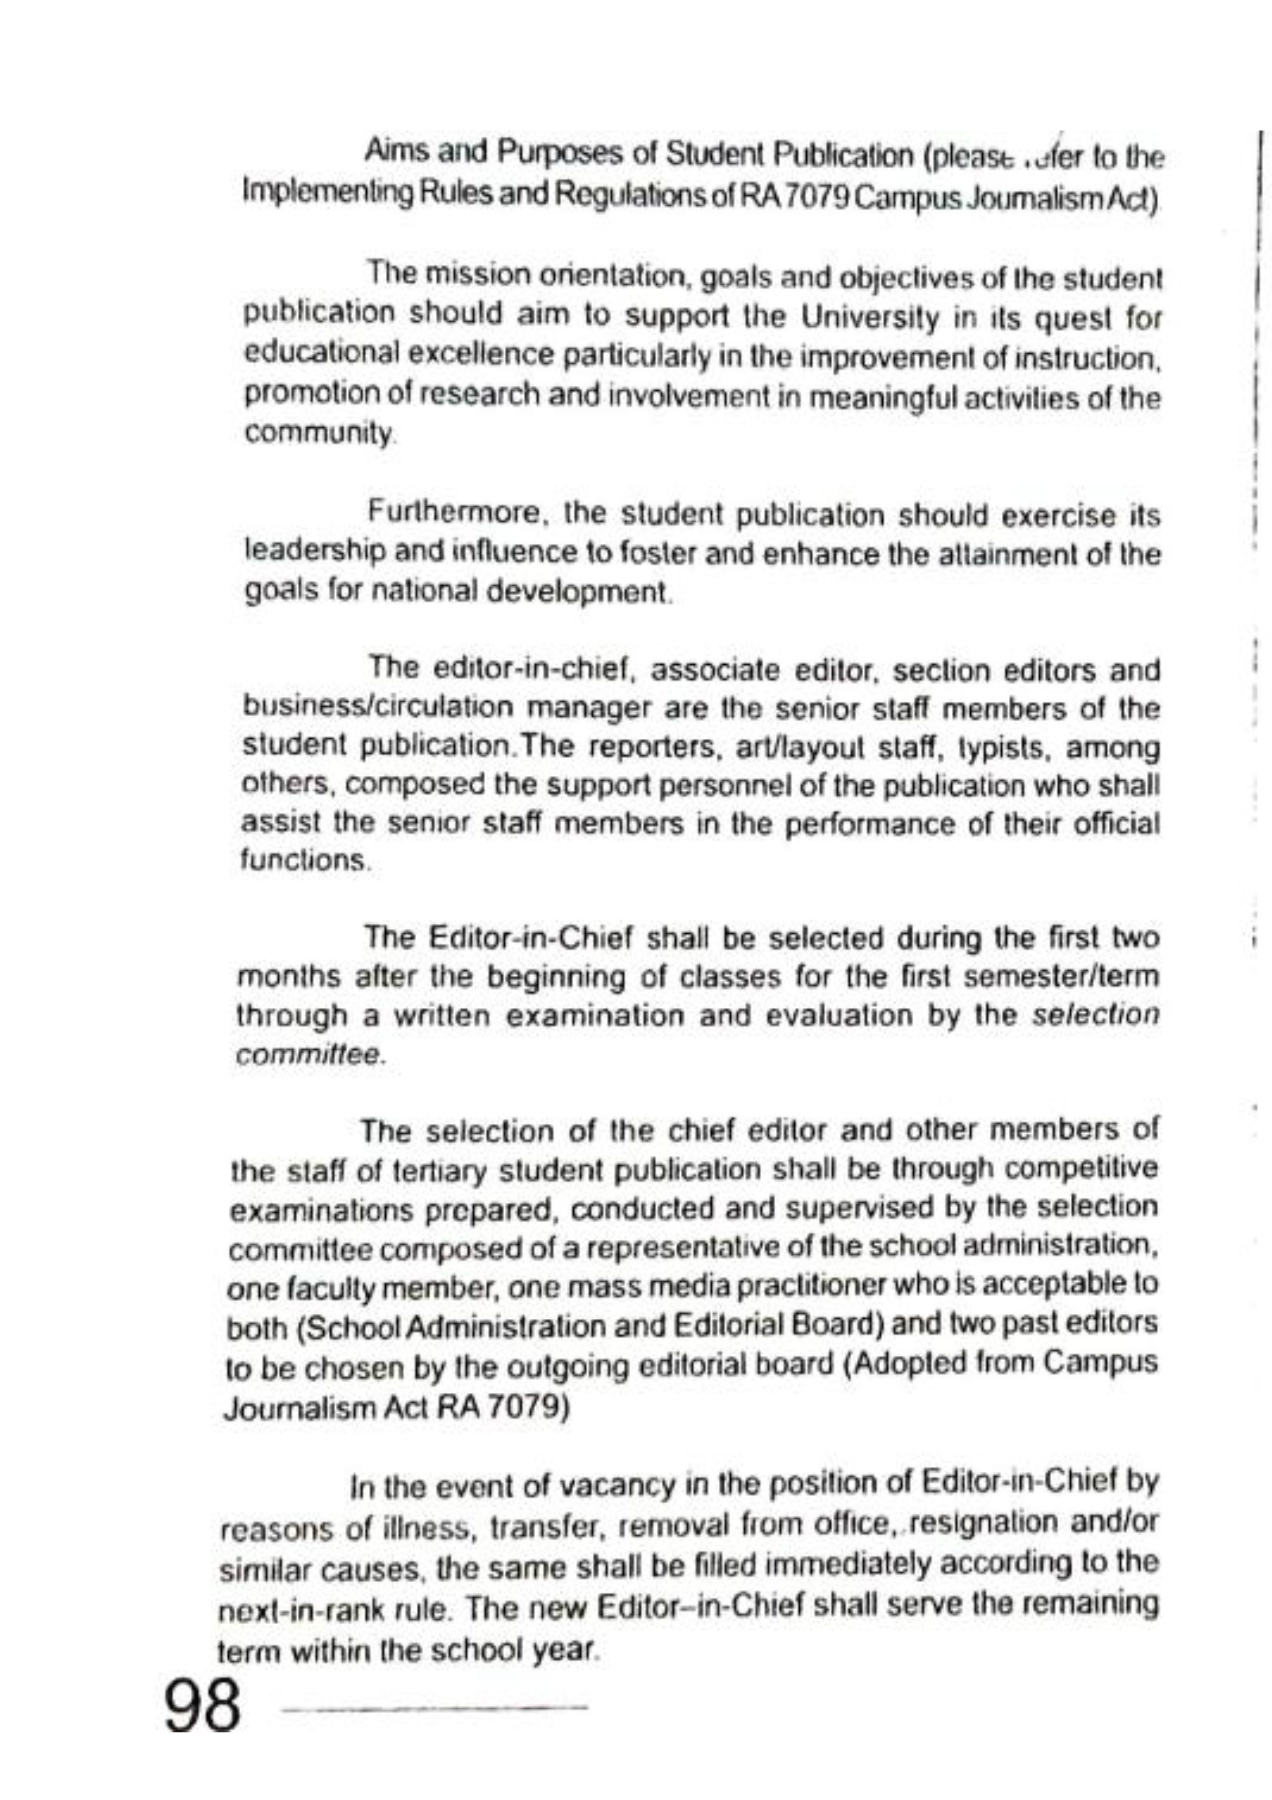 Aims and Purposes of Student Publication (please refer to the
Implementing Rules and Regulations of RA 7079 Campus Journalism Act)
The mission orientation, goals and objectives of the student
publication should aim to support the University in its quest for
educational excellence particularly in the improvement of instruction,
promotion of research and involvement in meaningful activities of the
community.
Furthermore, the student publication should exercise its
leadership and influence to foster and enhance the attainment of the
goals for national development.
The editor-in-chief, associate editor, section editors and
business/circulation manager are the senior staff members of the
student publication.The reporters, art/layout staff, typists, among
others, composed the support personnel of the publication who shall
assist the senior staff members in the performance of their official
functions.
The Editor-in-Chief shall be selected during the first two
months after the beginning of classes for the first semester/term
through a written examination and evaluation by the selection
committee.
The selection of the chief editor and other members of
the staff of tertiary student publication shall be through competitive
examinations prepared, conducted and supervised by the selection
committee composed of a representative of the school administration,
one faculty member, one mass media practitioner who is acceptable to
both (School Administration and Editorial Board) and two past editors
to be chosen by the outgoing editorial board (Adopted from Campus
Journalism Act RA 7079)
In the event of vacancy in the position of Editor-in-Chief by
reasons of illness, transfer, removal from office, resignation and/or
similar causes, the same shall be filled immediately according to the
next-in-rank rule. The new Editor–in-Chief shall serve the remaining
term within the school year.
98